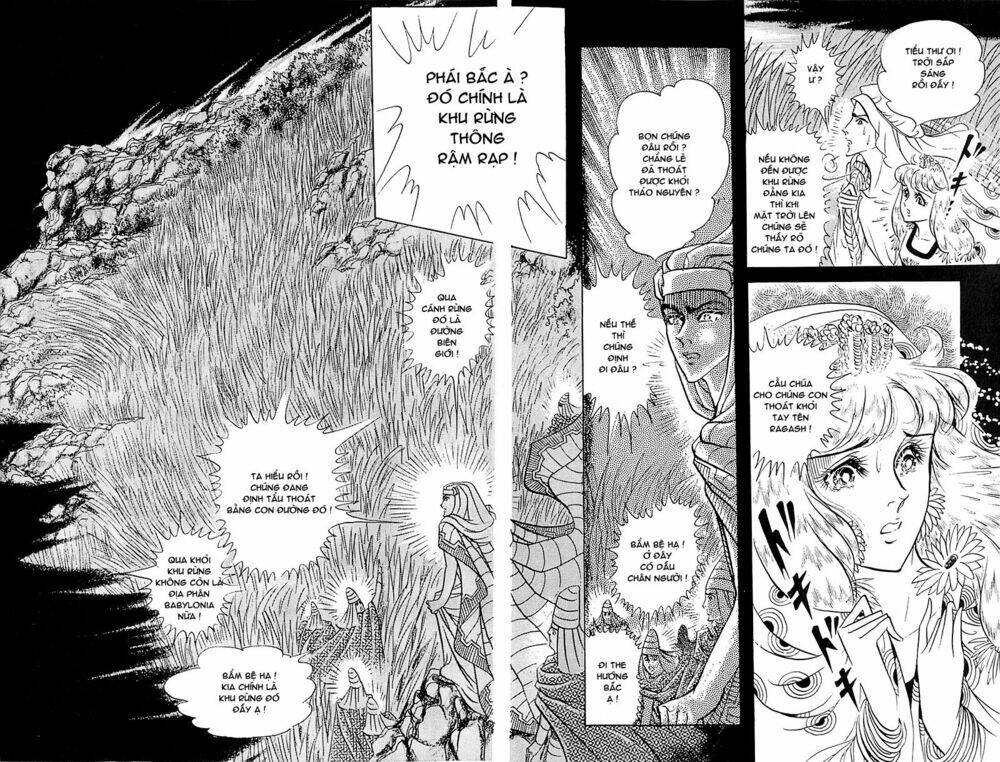 TIỂU THƯ ƠI !
TRỜI SẮP
SÁNG
RỒI ĐẤY !
VẬY
Ư ?
NẾU KHÔNG
ĐẾN ĐƯỢC
KHU RỪNG
ĐẰNG KIA
THÌ KHI
MẶT TRỜI LÊN
CHÚNG SẼ
THẤY RÕ
CHÚNG TA ĐÓ !
CẦU CHÚA
CHO CHÚNG CON
THOÁT KHỎI
TAY TÊN
RAGASH !
BỌN CHÚNG
ĐÂU RỒI ?
CHẲNG LẼ
ĐÃ THOÁT
ĐƯỢC KHỎI
THẢO NGUYÊN ?
NẾU THẾ
THÌ
CHÚNG ĐỊNH
ĐI ĐÂU ?
BẨM BỆ HẠ !
Ở ĐÂY
CÓ DẤU
CHÂN NGƯỜI !
ĐI THE
HƯỚNG
BẮC
Ạ !
PHÁI BẮC À ?
ĐÓ CHÍNH LÀ
KHU RỪNG
THÔNG
RẬM RẠP !
QUA
CÁNH RỪNG
ĐÓ LÀ
ĐƯỜNG
BIÊN
GIỚI !
TA HIỂU RỒI !
CHÚNG ĐANG
ĐỊNH TẨU THOÁT
BẰNG CON ĐƯỜNG ĐÓ !
QUA KHỎI
KHU RỪNG
KHÔNG CÒN LÀ
ĐỊA PHẬN
BABYLONIA
NỮA !
BẨM BỆ HẠ !
KIA CHÍNH LÀ
KHU RỪNG ĐÓ
ĐẤY Ạ !